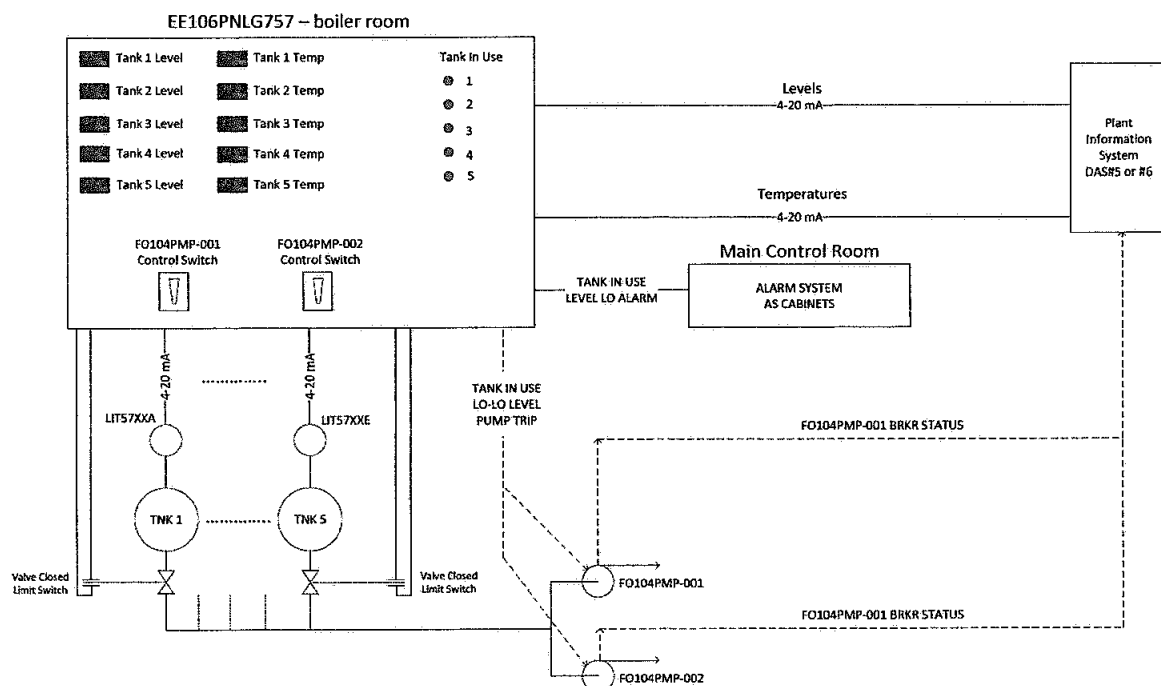 EE106PNLG757 – boiler room
Tank 1 Level
Tank 1 Temp
Tank In Use
Tank 2 Level
Tank 2 Temp
1
2
Tank 3 Level
Tank 3 Temp
3
Tank 4 Level
Tank 4 Temp
4
Tank 5 Level
Tank 5 Temp
5
Levels
4-20 mA
Plant
Information
System
DAS#5 or #6
Temperatures
4-20 mA
FO104PMP-001
Control Switch
FO104PMP-002
Control Switch
Main Control Room
TANK IN USE
LEVEL LO ALARM
ALARM SYSTEM
AS CABINETS
4-20 mA
4-20 mA
TANK IN USE
LO-LO LEVEL
PUMP TRIP
LIT57XXA
LIT57XXE
FO104PMP-001 BRKR STATUS
TNK 1
TNK 5
Valve Closed
Limit Switch
Valve Closed
Limit Switch
FO104PMP-001
FO104PMP-001 BRKR STATUS
FO104PMP-002